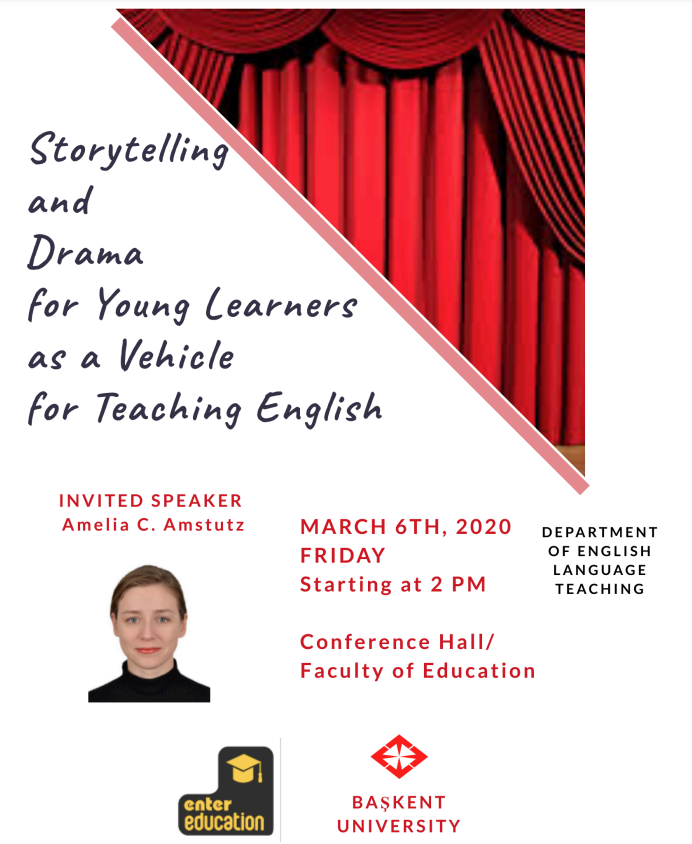 Storytelling
and
Drama
for Young Learners
as a Vehicle
for Teaching English
INVITED SPEAKER
Amelia C. Amstutz
MARCH 6TH, 2020
FRIDAY
Starting at 2 PM
Conference Hall/
Faculty of Education
DEPARTMENT
OF ENGLISH
LANGUAGE
TEACHING
enter
education
BAŞKENT
UNIVERSITY